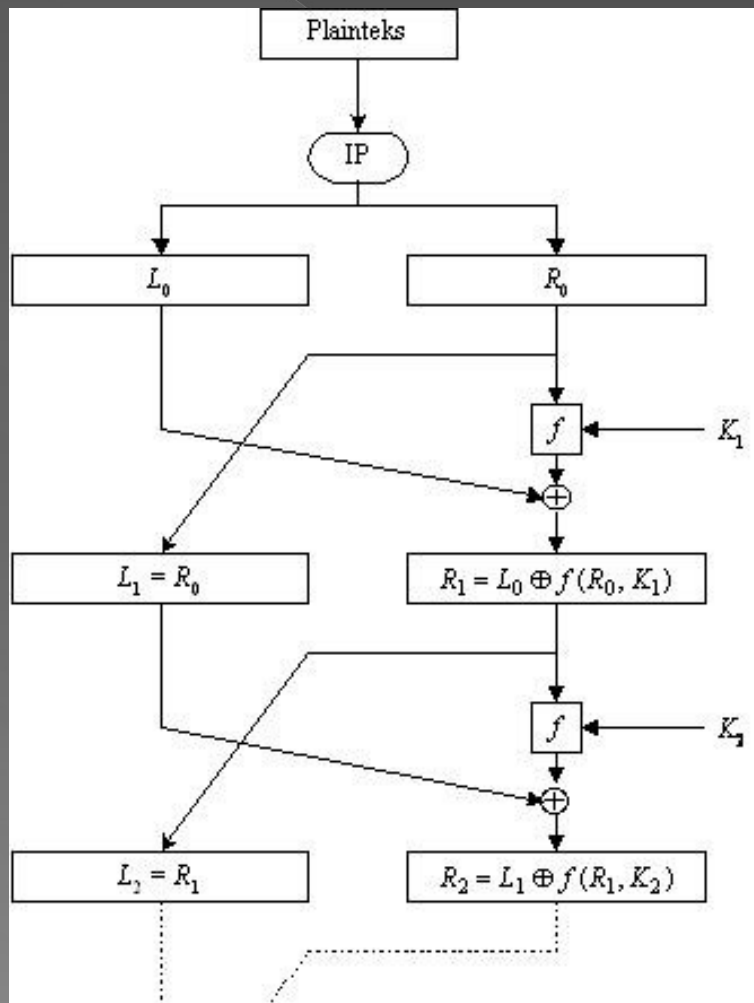 Plainteks
IP
L₀
R₀
f
K₁
⊕
L₁ = R₀
R₁ = L₀ ⊕ f(R₀, K₁)
f
K₂
⊕
L₂ = R₁
R₂ = L₁ ⊕ f(R₁, K₂)